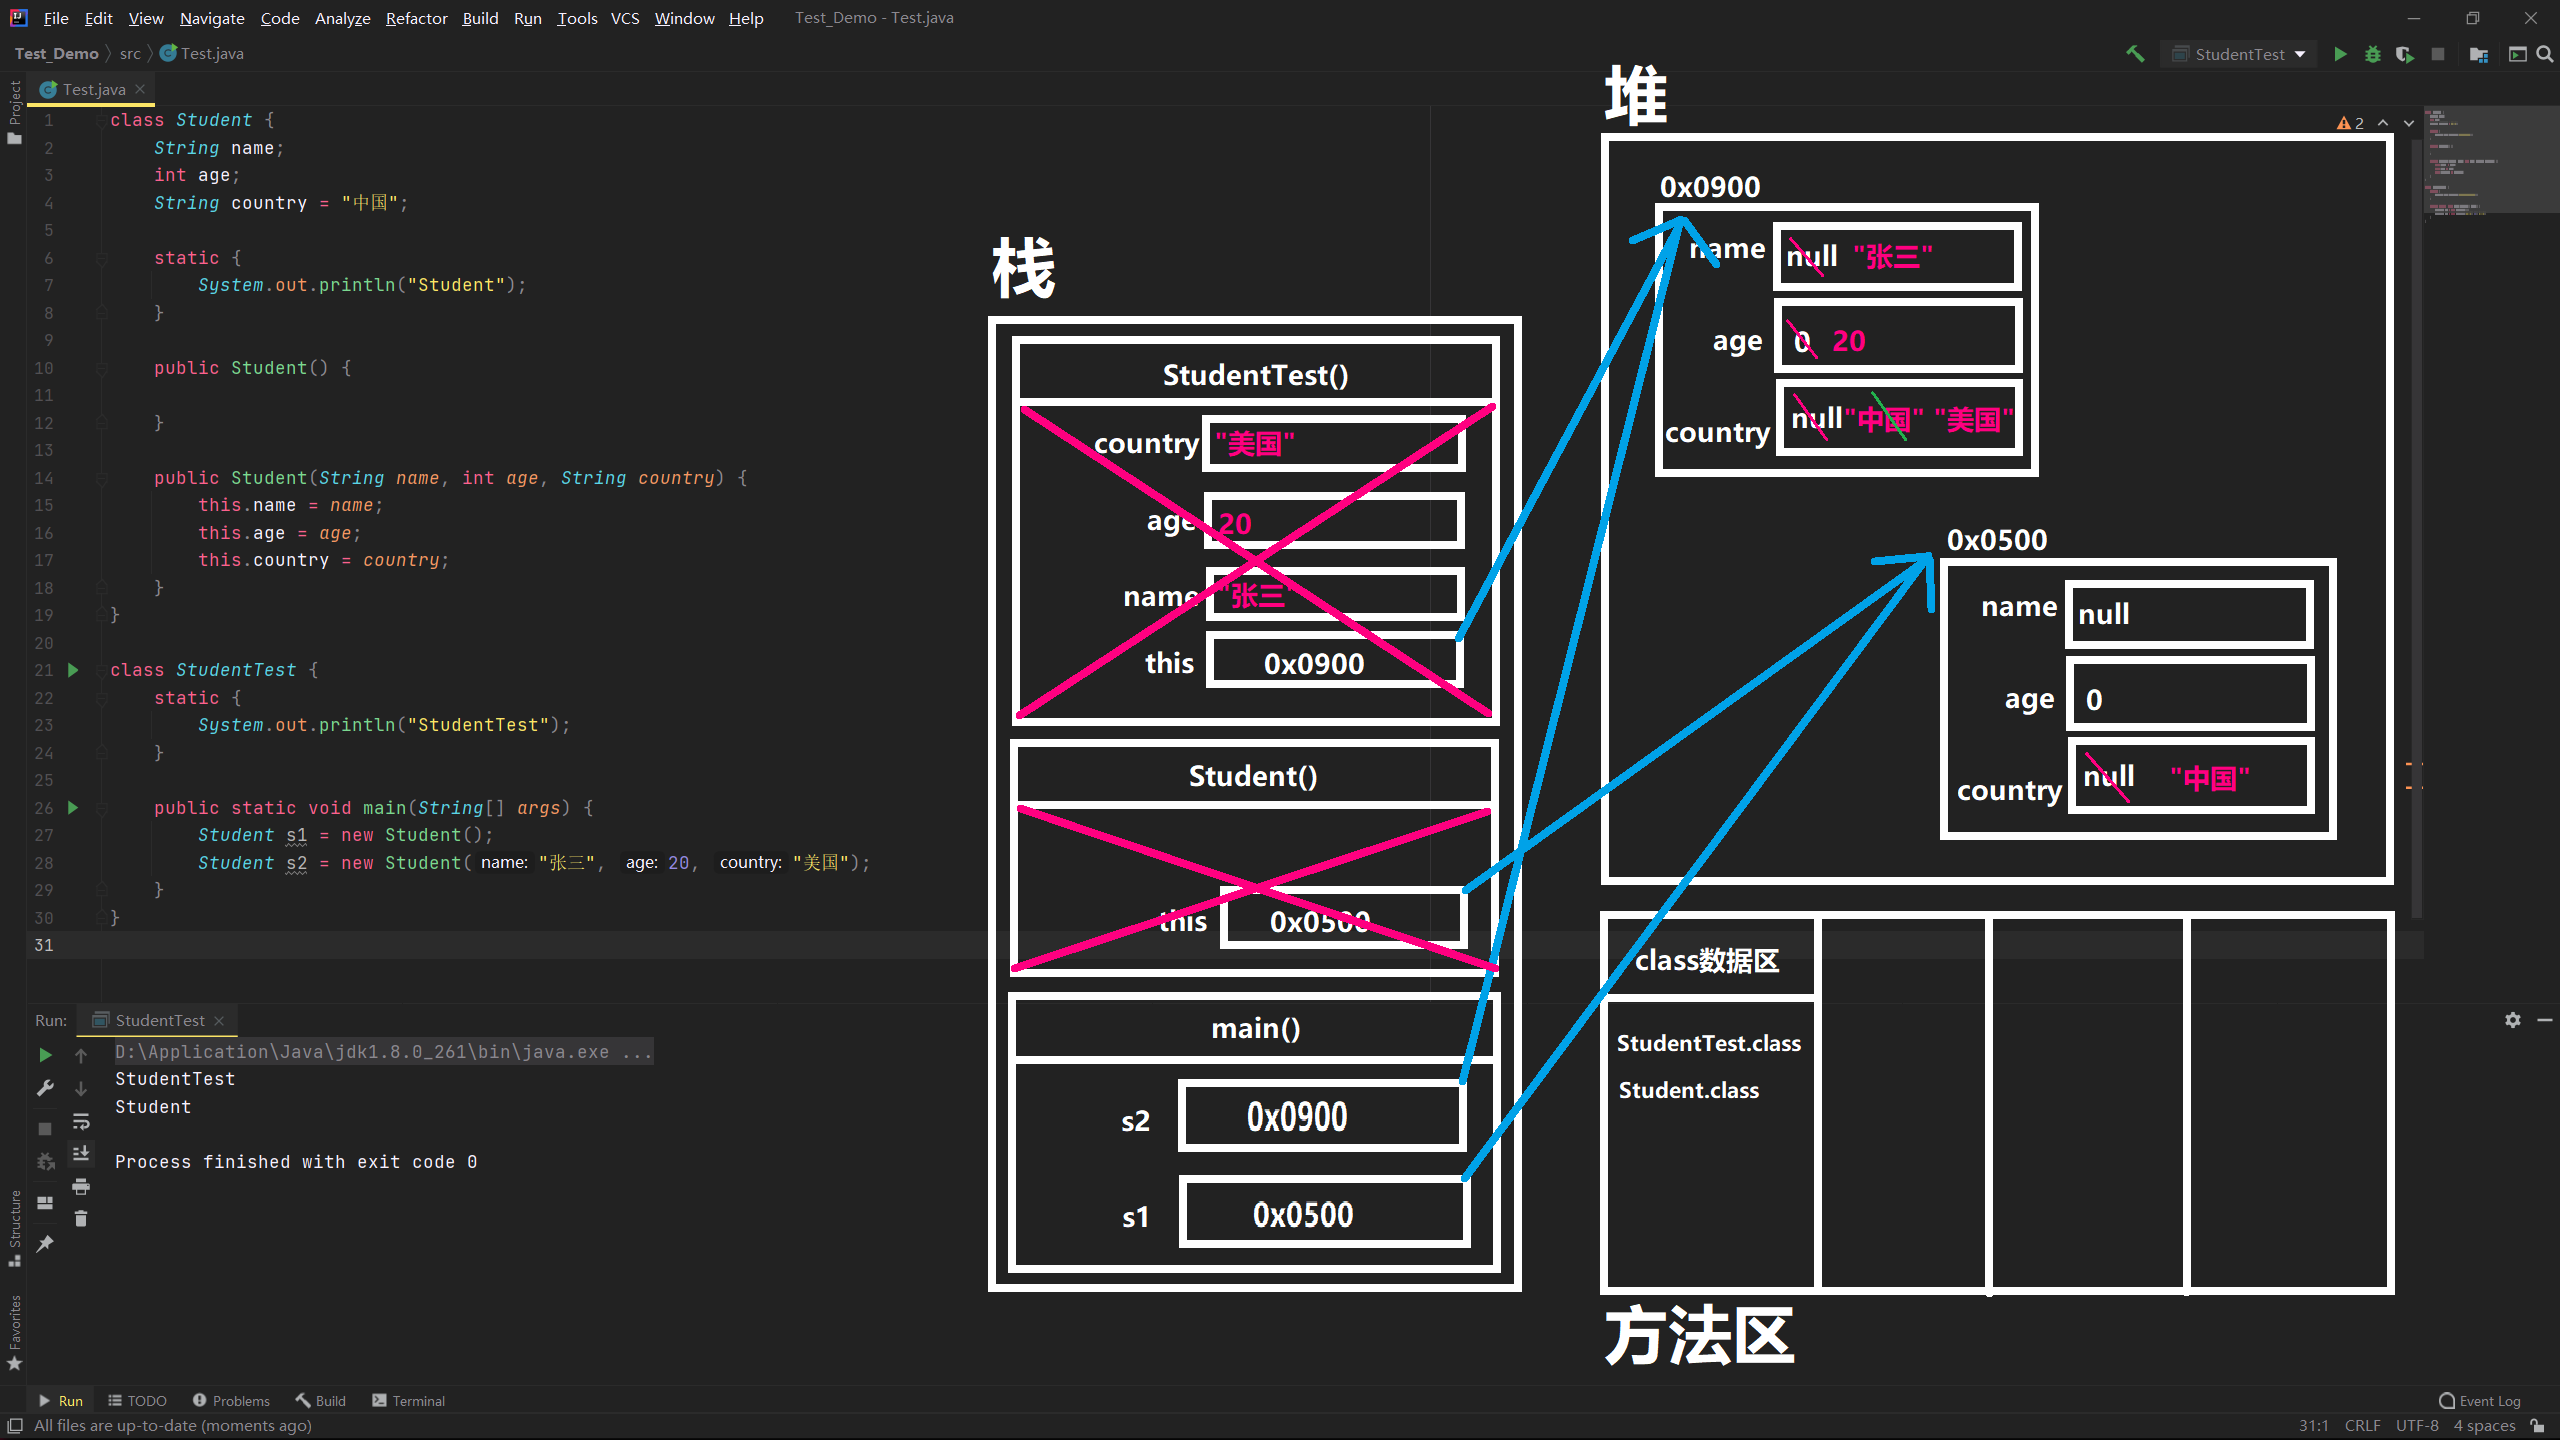 File Edit View Navigate Code Analyze Refactor Build Run Tools VCS Window Help Test_Demo - Test.java
Test_Demo src Test.java
StudentTest
Project
Test.java
2
1 class Student {
2 String name;
3 int age;
4 String country = "中国";
5
6 static {
7 System.out.println("Student");
8 }
9
10 public Student() {
11
12 }
13
14 public Student(String name, int age, String country) {
15 this.name = name;
16 this.age = age;
17 this.country = country;
18 }
19 }
20
21 class StudentTest {
22 static {
23 System.out.println("StudentTest");
24 }
25
26 public static void main(String[] args) {
27 Student s1 = new Student();
28 Student s2 = new Student( name: "张三", age: 20, country: "美国");
29 }
30 }
31
栈
StudentTest()
country "美国"
age 20
name "张三"
this 0x0900
Student()
this 0x0500
main()
s2 0x0900
s1 0x0500
堆
0x0900
name null "张三"
age 0 20
country null "中国" "美国"
0x0500
name null
age 0
country null "中国"
class数据区
StudentTest.class
Student.class
方法区
Run: StudentTest
D:\Application\Java\jdk1.8.0_261\bin\java.exe ...
StudentTest
Student
Process finished with exit code 0
Structure
Favorites
Run TODO Problems Build Terminal Event Log
All files are up-to-date (moments ago) 31:1 CRLF UTF-8 4 spaces